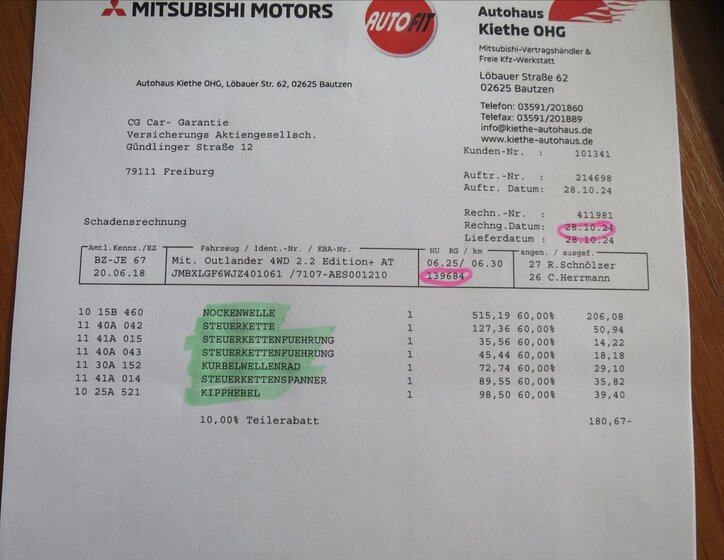 MITSUBISHI MOTORS
AUTOFIT
Autohaus
Kiethe OHG
Mitsubishi-Vertragshändler &
Freie Kfz-Werkstatt
Löbauer Straße 62
02625 Bautzen
Telefon: 03591/201860
Telefax: 03591/201889
info@kiethe-autohaus.de
www.kiethe-autohaus.de
Autohaus Kiethe OHG, Löbauer Str. 62, 02625 Bautzen
CG Car- Garantie
Versicherungs Aktiengesellsch.
Gündlinger Straße 12
79111 Freiburg
Kunden-Nr. : 101341
Auftr.-Nr. : 214698
Auftr. Datum: 28.10.24
Rechn.-Nr. : 411981
Rechng.Datum: 28.10.24
Lieferdatum : 28.10.24
Schadensrechnung
Amtl.Kennz./EZ Fahrzeug / Ident.-Nr. / KBA-Nr. HU RG / km angen. / ausgef.
BZ-JE 67 Mit. Outlander 4WD 2.2 Edition+ AT 06.25/ 06.30 27 R.Schnölzer
20.06.18 JMBXLGF6WJZ401061 /7107-AES001210 139684 26 C.Herrmann
10 15B 460 NOCKENWELLE 1 515,19 60,00% 206,08
11 40A 042 STEUERKETTE 1 127,36 60,00% 50,94
11 41A 015 STEUERKETTENFUEHRUNG 1 35,56 60,00% 14,22
11 40A 043 STEUERKETTENFUEHRUNG 1 45,44 60,00% 18,18
11 30A 152 KURBELWELLENRAD 1 72,74 60,00% 29,10
11 41A 014 STEUERKETTENSPANNER 1 89,55 60,00% 35,82
10 25A 521 KIPPHEBEL 1 98,50 60,00% 39,40
10,00% Teilerabatt 180,67-